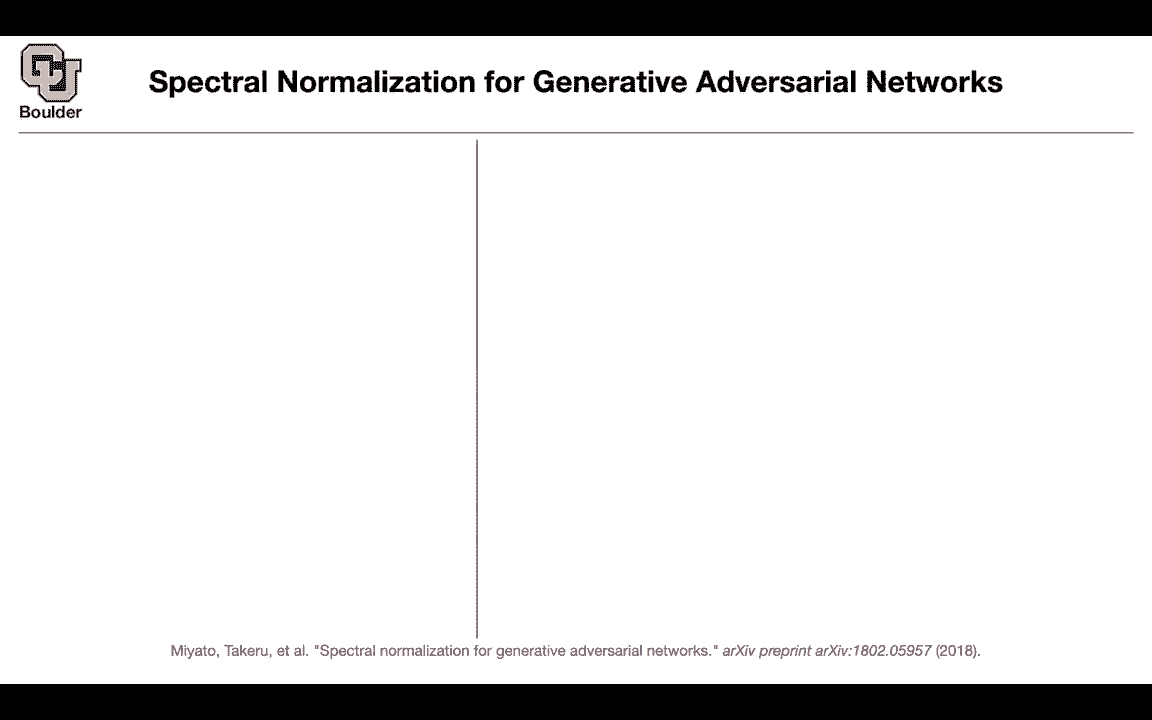 CU
Boulder
Spectral Normalization for Generative Adversarial Networks
Miyato, Takeru, et al. "Spectral normalization for generative adversarial networks." arXiv preprint arXiv:1802.05957 (2018).